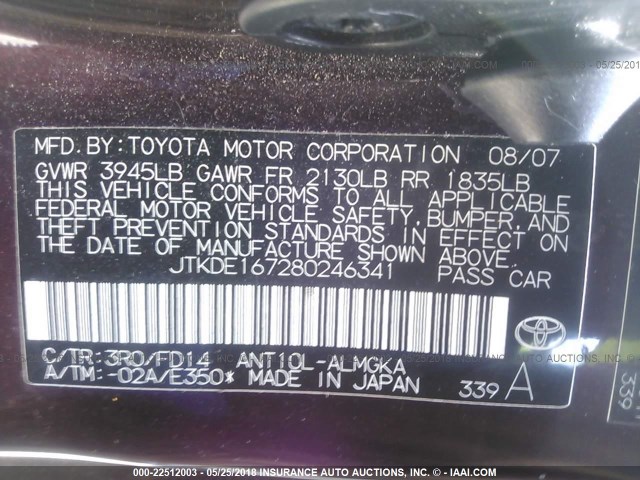 MFD. BY: TOYOTA MOTOR CORPORATION 08/07
GVWR 3945LB GAWR FR 2130LB RR 1835LB
THIS VEHICLE CONFORMS TO ALL APPLICABLE
FEDERAL MOTOR VEHICLE SAFETY, BUMPER, AND
THEFT PREVENTION STANDARDS IN EFFECT ON
THE DATE OF MANUFACTURE SHOWN ABOVE.
JTKDE167280246341 PASS CAR
TOYOTA
C/TR: 3R0/FD14 ANT10L-ALMGKA
A/TM: -02A/E350* MADE IN JAPAN 339 A
339
000-22512003 - 05/25/2018 INSURANCE AUTO AUCTIONS, INC. (C) - IAAI.COM